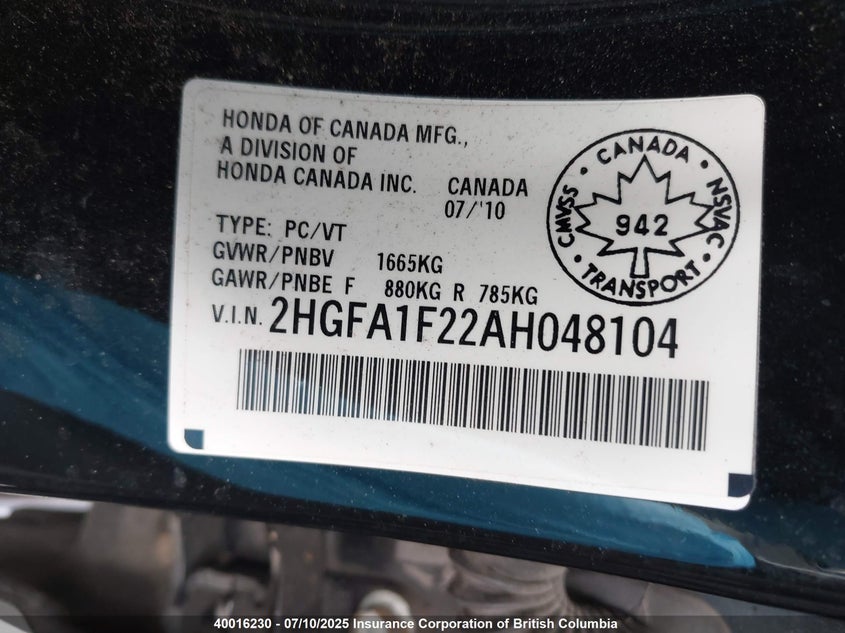 HONDA OF CANADA MFG.,
A DIVISION OF
HONDA CANADA INC. CANADA
07/'10
TYPE: PC/VT
GVWR/PNBV 1665KG
GAWR/PNBE F 880KG R 785KG
V.I.N. 2HGFA1F22AH048104
CANADA • NSVAC • TRANSPORT • CMVSS •
942
40016230 - 07/10/2025 Insurance Corporation of British Columbia